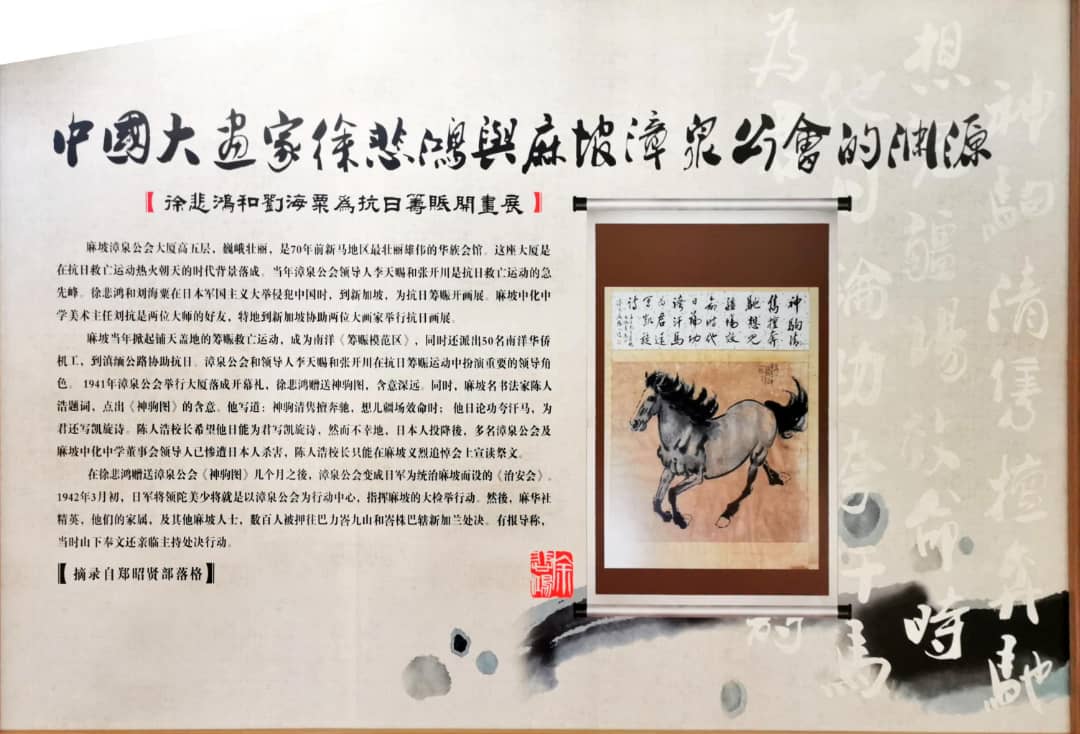 中國大畫家徐悲鴻與麻坡漳泉公會的淵源
【徐悲鴻和劉海粟為抗日籌賑開畫展】
麻坡漳泉公会大厦高五层，巍峨壮丽，是70年前新马地区最壮丽雄伟的华族会馆。这座大厦是
在抗日救亡运动热火朝天的时代背景落成。当年漳泉公会领导人李天赐和张开川是抗日救亡运动的急
先峰。徐悲鸿和刘海粟在日本军国主义大举侵犯中国时，到新加坡，为抗日筹赈开画展。麻坡中化中
学美术主任刘抗是两位大师的好友，特地到新加坡协助两位大画家举行抗日画展。
麻坡当年掀起铺天盖地的筹赈救亡运动，成为南洋《筹赈模范区》，同时还派出50名南洋华侨
机工，到滇缅公路协助抗日。漳泉公会和领导人李天赐和张开川在抗日筹赈运动中扮演重要的领导角
色。1941年漳泉公会举行大厦落成开幕礼，徐悲鸿赠送神驹图，含意深远。同时，麻坡名书法家陈人
浩题词，点出《神驹图》的含意。他写道：神驹清隽擅奔驰，想儿疆场效命时； 他日论功夸汗马，为
君还写凯旋诗。陈人浩校长希望他日能为君写凯旋诗，然而不幸地，日本人投降後，多名漳泉公会及
麻坡中化中学董事会领导人已惨遭日本人杀害，陈人浩校长只能在麻坡义烈追悼会上宣读祭文。
在徐悲鸿赠送漳泉公会《神驹图》几个月之後，漳泉公会变成日军为统治麻坡而设的《治安会》。
1942年3月初，日军将领陀美少将就是以漳泉公会为行动中心，指挥麻坡的大检举行动。然後，麻华社
精英，他们的家属，及其他麻坡人士，数百人被押往巴力峇九山和峇株巴辖新加兰处决。有报导称，
当时山下奉文还亲临主持处决行动。
【摘录自郑昭贤部落格】
徐悲鴻
神駒清
雋擅奔
馳想兒
疆場效
命時他
日論功
誇汗馬
為君還
寫凱旋
詩
神駒清雋擅奔馳
想兒疆場效命時
他日論功夸汗馬
為